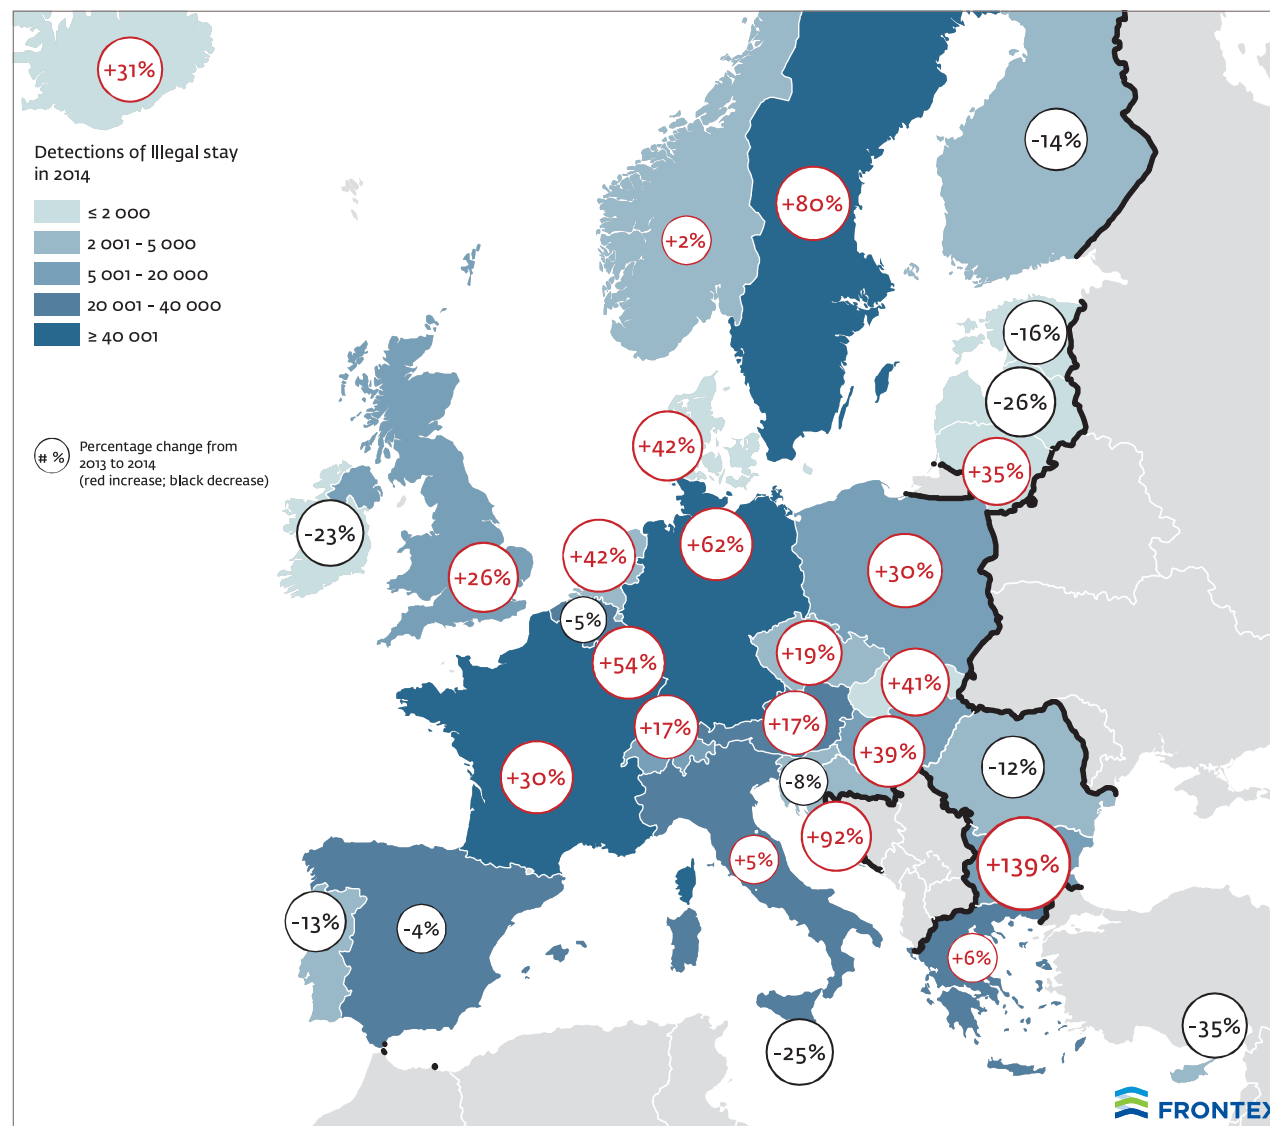 +31%
Detections of Illegal stay
in 2014
≤ 2 000
2 001 - 5 000
5 001 - 20 000
20 001 - 40 000
≥ 40 001
# %
Percentage change from
2013 to 2014
(red increase; black decrease)
-14%
+80%
+2%
-16%
-26%
+42%
+35%
-23%
+62%
+42%
+30%
+26%
-5%
+54%
+19%
+41%
+17%
+17%
+39%
-8%
-12%
+30%
+92%
+5%
+139%
-13%
-4%
+6%
-25%
-35%
FRONTEX